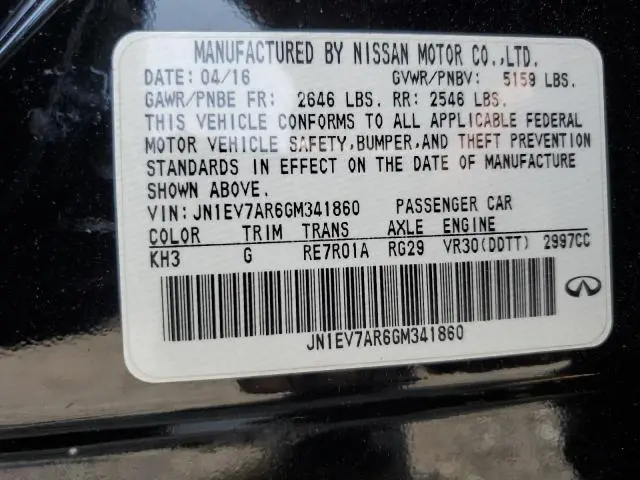 MANUFACTURED BY NISSAN MOTOR CO.,LTD.
DATE: 04/16 GVWR/PNBV: 5159 LBS.
GAWR/PNBE FR: 2646 LBS. RR: 2546 LBS.
THIS VEHICLE CONFORMS TO ALL APPLICABLE FEDERAL
MOTOR VEHICLE SAFETY,BUMPER,AND THEFT PREVENTION
STANDARDS IN EFFECT ON THE DATE OF MANUFACTURE
SHOWN ABOVE.
VIN: JN1EV7AR6GM341860 PASSENGER CAR
COLOR TRIM TRANS AXLE ENGINE
KH3 G RE7R01A RG29 VR30(DDTT) 2997CC
JN1EV7AR6GM341860